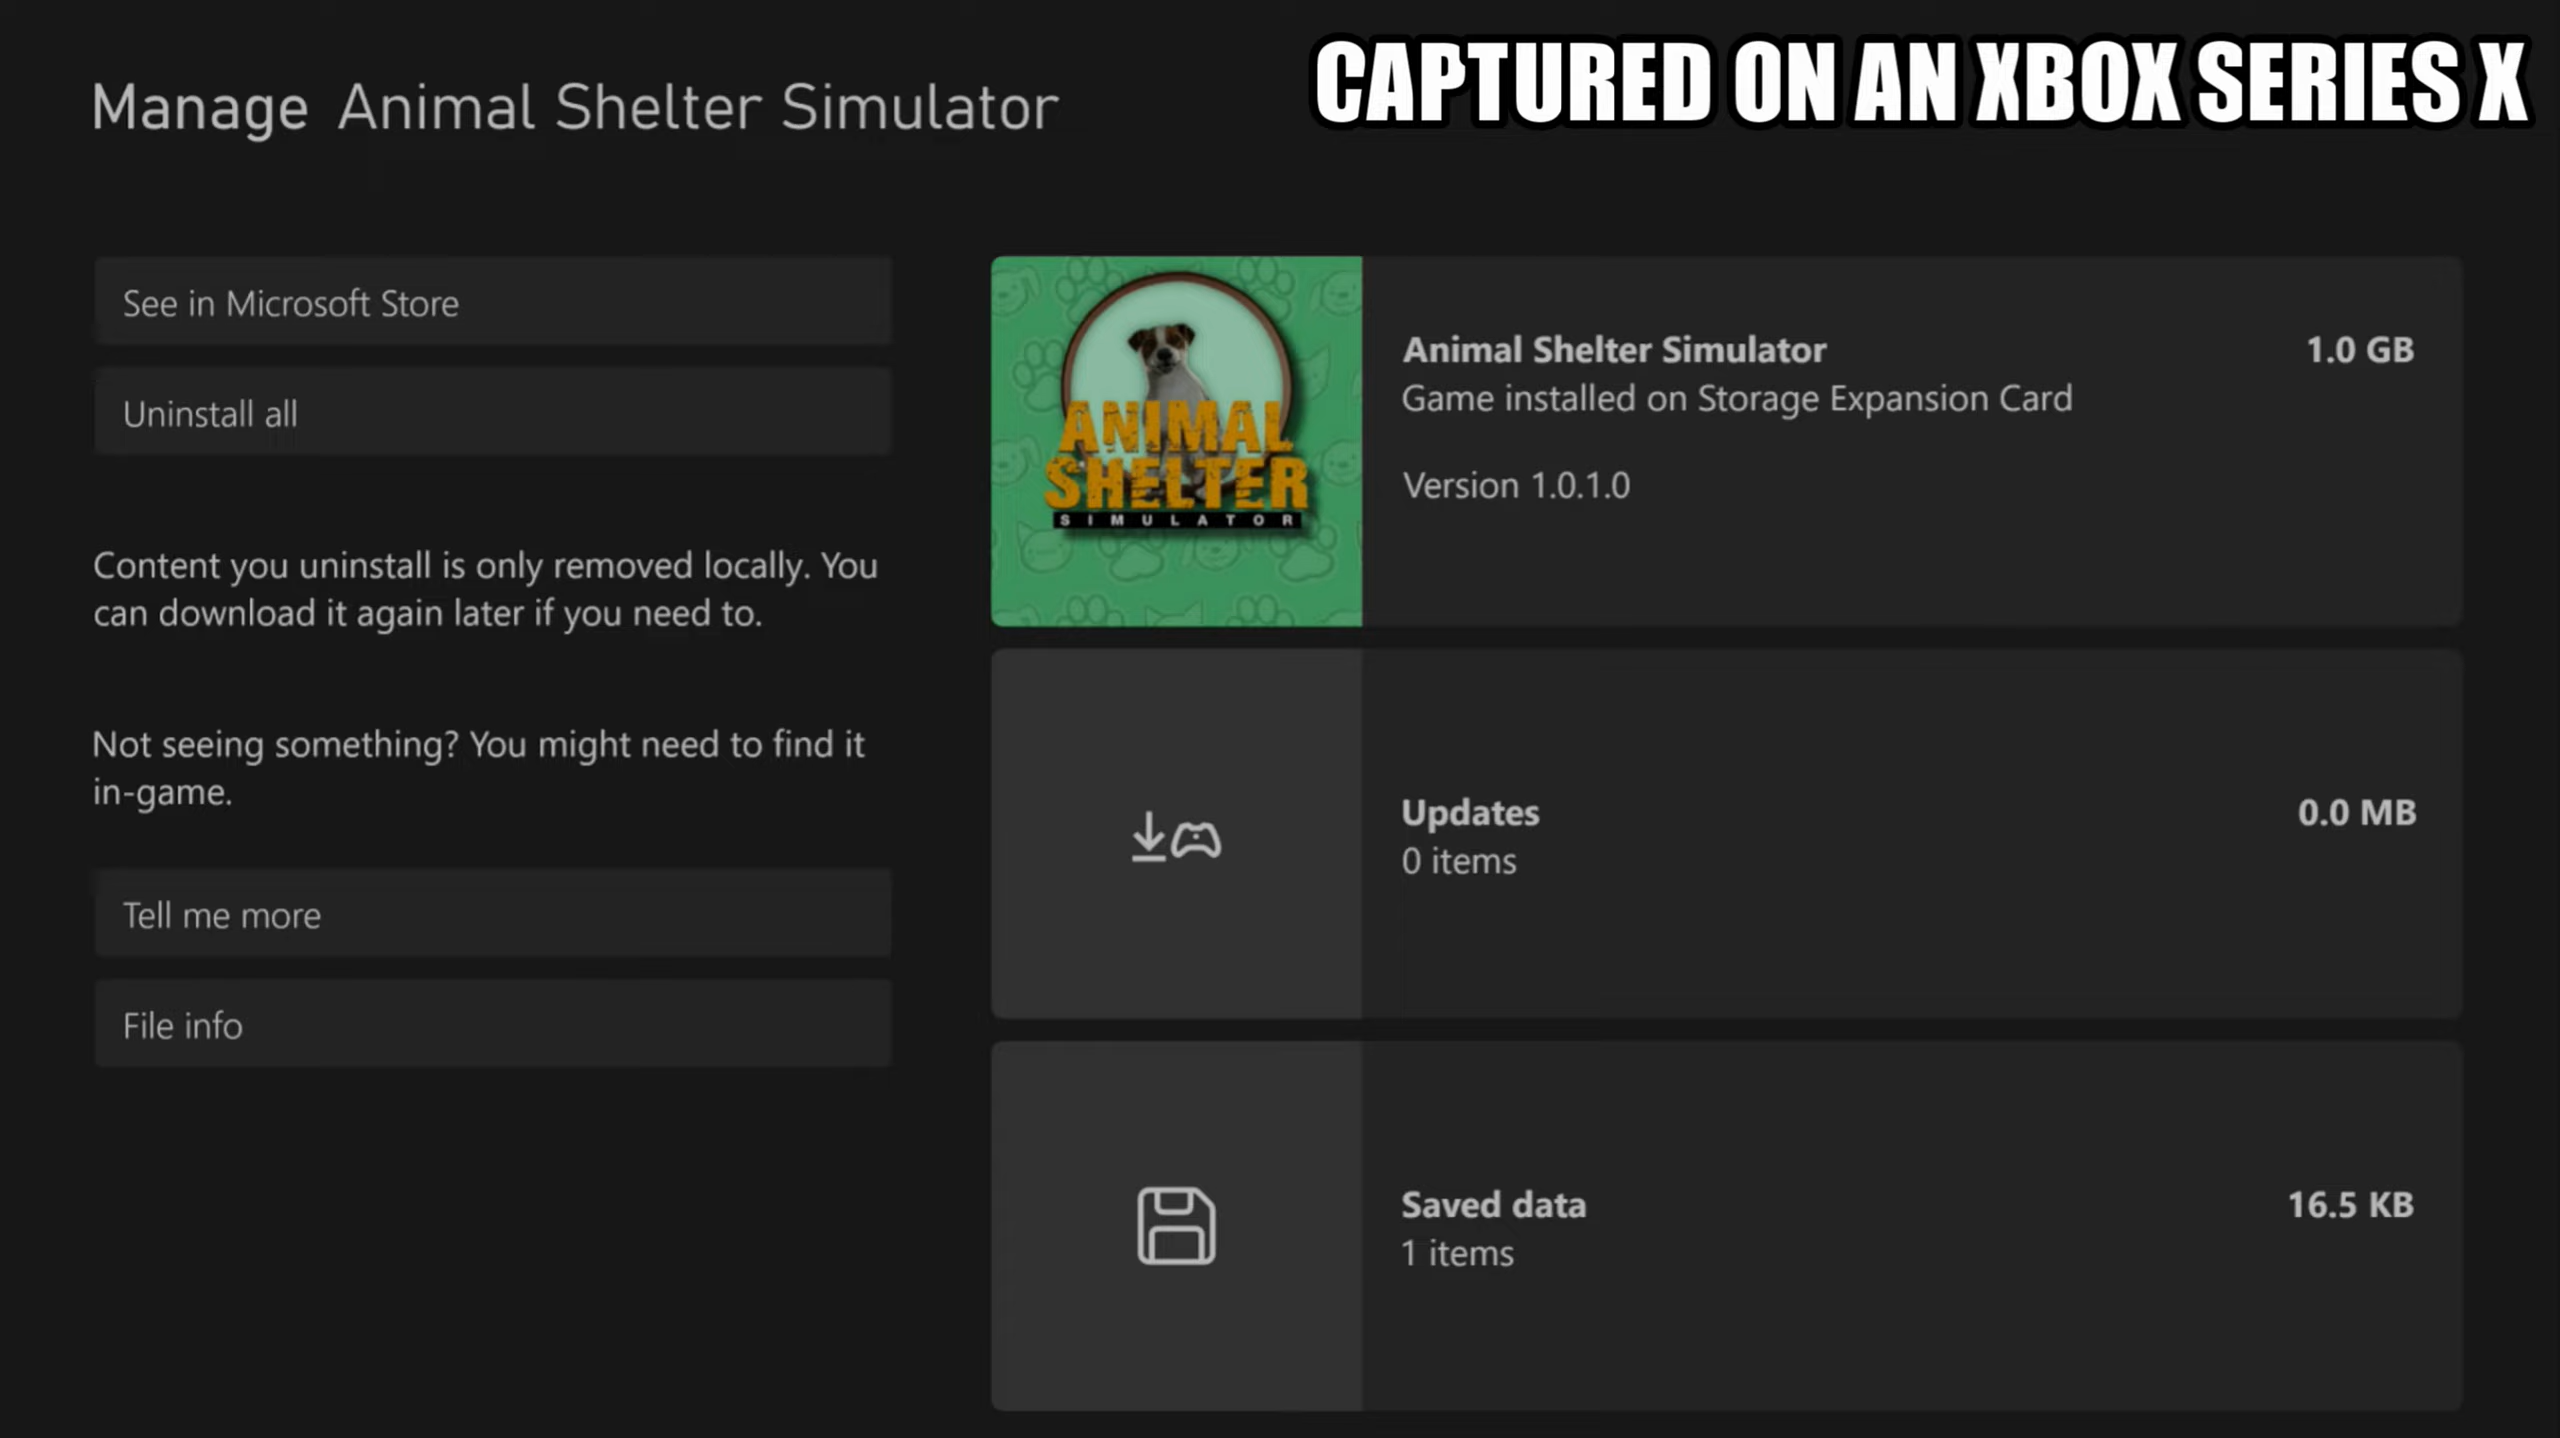 CAPTURED ON AN XBOX SERIES X
Manage Animal Shelter Simulator
See in Microsoft Store
Uninstall all
Content you uninstall is only removed locally. You
can download it again later if you need to.
Not seeing something? You might need to find it
in-game.
Tell me more
File info
ANIMAL
SHELTER
SIMULATOR
Animal Shelter Simulator
1.0 GB
Game installed on Storage Expansion Card
Version 1.0.1.0
Updates
0.0 MB
0 items
Saved data
16.5 KB
1 items